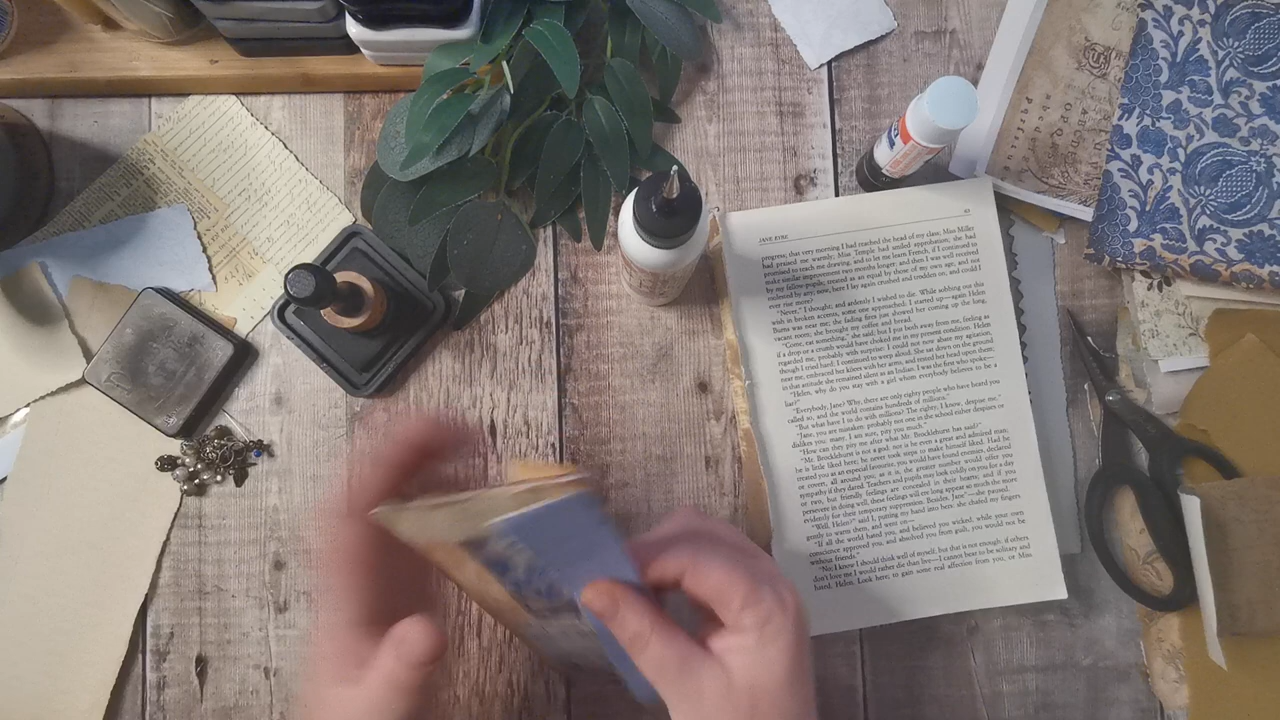 JANE EYRE 63
progress; that very morning I had reached the head of my class; Miss Miller
had praised me warmly; Miss Temple had smiled approbation; she had
promised to teach me drawing, and to let me learn French, if I continued to
make similar improvement two months longer; and then I was well received
by my fellow-pupils; treated as an equal by those of my own age, and not
molested by any; now, here I lay again crushed and trodden on; and could I
ever rise more?
"Never," I thought; and ardently I wished to die. While sobbing out this
wish in broken accents, some one approached; I started up—again Helen
Burns was near me; the fading fires just showed her coming up the long,
vacant room; she brought my coffee and bread.
"Come, eat something," she said; but I put both away from me, feeling as
if a drop or a crumb would have choked me in my present condition. Helen
regarded me, probably with surprise; I could not now abate my agitation,
though I tried hard; I continued to weep aloud. She sat down on the ground
near me, embraced her knees with her arms, and rested her head upon them;
in that attitude she remained silent as an Indian. I was the first who spoke—
"Helen, why do you stay with a girl whom everybody believes to be a
liar?"
"Everybody, Jane? Why, there are only eighty people who have heard you
called so, and the world contains hundreds of millions."
"But what have I to do with millions? The eighty, I know, despise me."
"Jane, you are mistaken: probably not one in the school either despises or
dislikes you: many, I am sure, pity you much."
"How can they pity me after what Mr. Brocklehurst has said?"
"Mr. Brocklehurst is not a god; nor is he even a great and admired man;
he is little liked here; he never took steps to make himself liked. Had he
treated you as an especial favourite, you would have found enemies, declared
or covert, all around you; as it is, the greater number would offer you
sympathy if they dared. Teachers and pupils may look coldly on you for a day
or two, but friendly feelings are concealed in their hearts; and if you
persevere in doing well, these feelings will ere long appear so much the more
evidently for their temporary suppression. Besides, Jane"—she paused.
"Well, Helen?" said I, putting my hand into hers: she chafed my fingers
gently to warm them, and went on—
"If all the world hated you, and believed you wicked, while your own
conscience approved you, and absolved you from guilt, you would not be
without friends."
"No; I know I should think well of myself; but that is not enough: if others
don't love me I would rather die than live—I cannot bear to be solitary and
hated, Helen. Look here; to gain some real affection from you, or Miss